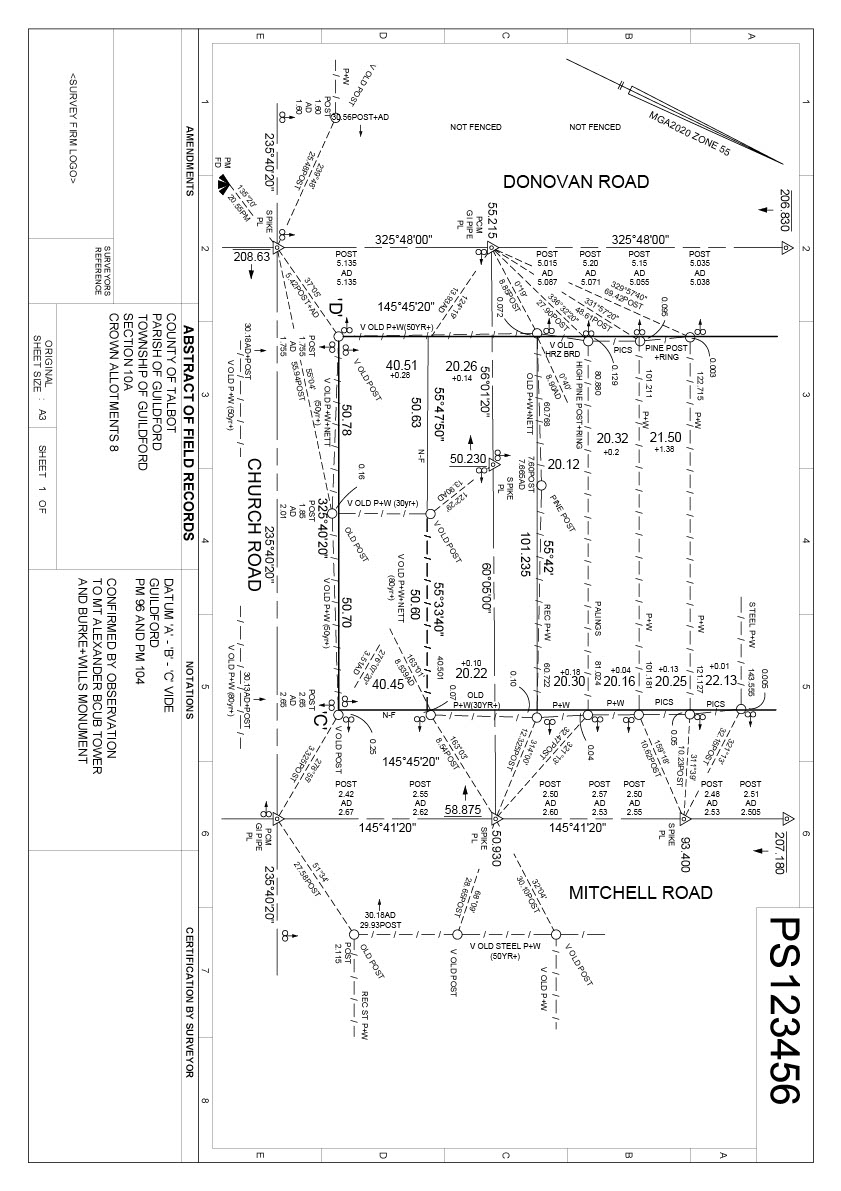 1 2 3 4 5 6
PS123456
206.830
207.180
A
A
MGA2020 ZONE 55
NOT FENCED
DONOVAN ROAD
325°48'00"
POST
5.035
AD
5.038
POST
5.15
AD
5.055
POST
5.20
AD
5.071
POST
5.015
AD
5.087
0.003
122.715
P+W
121.127
STEEL P+W
0.005
143.555
+0.01
22.13
PICS
321°13'
32.15POST
POST
2.51
AD
2.505
POST
2.48
AD
2.53
311°39'
10.23POST
93.400
SPIKE
PL
MITCHELL ROAD
0.095
PINE POST
+RING
21.50
+1.38
+0.13
20.25
PICS
0.05
159°18'
10.62POST
B
B
329°57'40"
69.42POST
101.211
P+W
101.181
PICS
20.32
+0.2
+0.04
20.16
P+W
POST
2.50
AD
2.55
331°57'20"
48.61POST
0.129
80.880
PALINGS
81.024
0.04
POST
2.57
AD
2.53
145°41'20"
336°32'20"
27.90POST
HIGH PINE POST+RING
V OLD
HRZ BRD
0°40'
8.90AD
20.12
PINE POST
+0.18
20.30
P+W
321°13'
32.47POST
POST
2.50
AD
2.60
V OLD POST
V OLD P+W
32°04'
30.10POST
60.768
55°42'
REC P+W
60.722
0°19'
8.85POST
OLD P+W+NETT
7.60POST
7.665AD
101.235
0.10
314°00'
12.325POST
V OLD STEEL P+W
(50YR+)
C
C
NOT FENCED
0.072
SPIKE
PL
55.215
PCM
GI PIPE
PL
56°01'20"
60°05'00"
50.930
SPIKE
PL
50.230
58.875
68°09'
28.65POST
V OLD POST
124°19'
13.92AD
20.26
+0.14
122°29'
13.90AD
+0.10
20.22
OLD
P+W(30YR+)
0.07
163°03'
8.54POST
55°47'50"
V OLD POST
55°33'40"
40.501
50.63
N-F
50.60
V OLD P+W+NETT
(80yr+)
163°01'
8.539AD
POST
2.55
AD
2.62
325°48'00"
145°45'20"
V OLD P+W(50YR+)
40.51
+0.28
V OLD P+W (30yr+)
40.45
N-F
145°45'20"
145°41'20"
D
D
V OLD POST
9.56POST+AD
P+W
V OLD POST
276°07'20"
3.51AD
30.18AD
29.93POST
OLD POST
REC ST P+W
POST
5.135
AD
5.135
'D'
50.78
0.16
OLD POST
50.70
0.25
V OLD POST
POST
2.42
AD
2.67
POST
2.115
POST
1.60
AD
1.60
239°48'
25.48POST
37°05'
5.42POST+AD
V OLD P+W+NETT
(50yr+)
325°40'20"
V OLD P+W (50yr+)
'C'
276°55'
3.325POST
51°34'
27.58POST
POST
1.755
AD
1.755
55°04'
55.94POST
POST
1.85
AD
2.01
POST
2.65
AD
2.65
E
E
235°40'20"
SPIKE
PL
235°40'20"
PCM
GI PIPE
PL
235°40'20"
135°20'
20.55PM
PM
FD
208.63
CHURCH ROAD
30.18AD+POST
V OLD P+W (50yr+)
30.13AD+POST
V OLD P+W (80yr+)
1 2 3 4 5 6 7 8
AMENDMENTS
SURVEYORS
REFERENCE
<SURVEY FIRM LOGO>
ABSTRACT OF FIELD RECORDS
COUNTY OF TALBOT
PARISH OF GUILDFORD
TOWNSHIP OF GUILDFORD
SECTION 10A
CROWN ALLOTMENTS 8
ORIGINAL
SHEET SIZE : A3
SHEET 1 OF
NOTATIONS
DATUM 'A' - 'B' - 'C' VIDE
GUILDFORD
PM 96 AND PM 104
CONFIRMED BY OBSERVATION
TO MT ALEXANDER BCUB TOWER
AND BURKE+WILLS MONUMENT
CERTIFICATION BY SURVEYOR